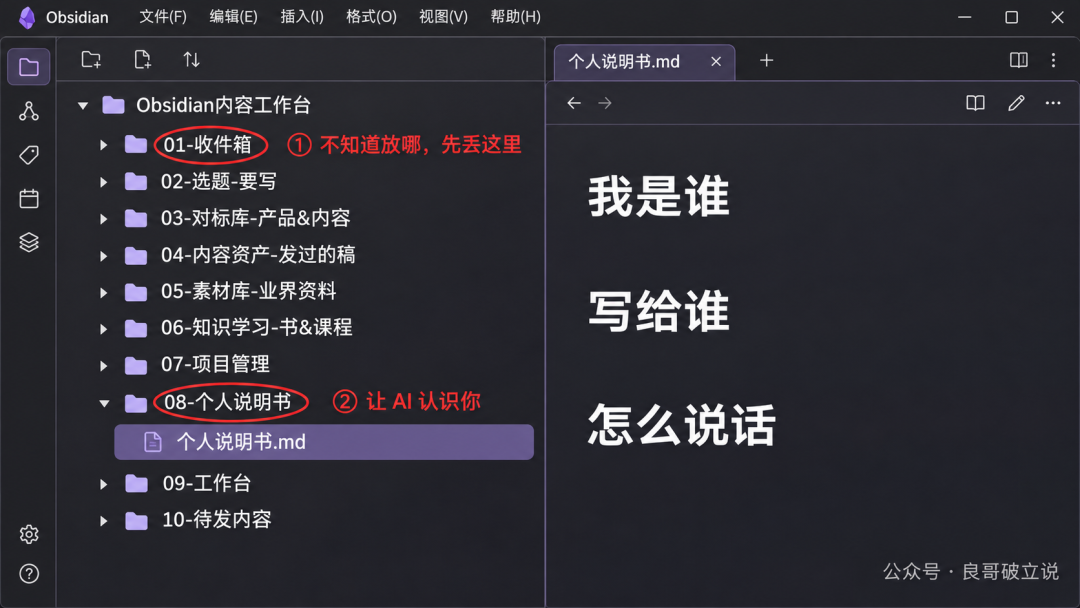 Obsidian 文件(F) 编辑(E) 插入(I) 格式(O) 视图(V) 帮助(H)
Obsidian内容工作台
01-收件箱 ① 不知道放哪，先丢这里
02-选题-要写
03-对标库-产品&内容
04-内容资产-发过的稿
05-素材库-业界资料
06-知识学习-书&课程
07-项目管理
08-个人说明书 ② 让 AI 认识你
个人说明书.md
09-工作台
10-待发内容
个人说明书.md
我是谁
写给谁
怎么说话
公众号 · 良哥破立说